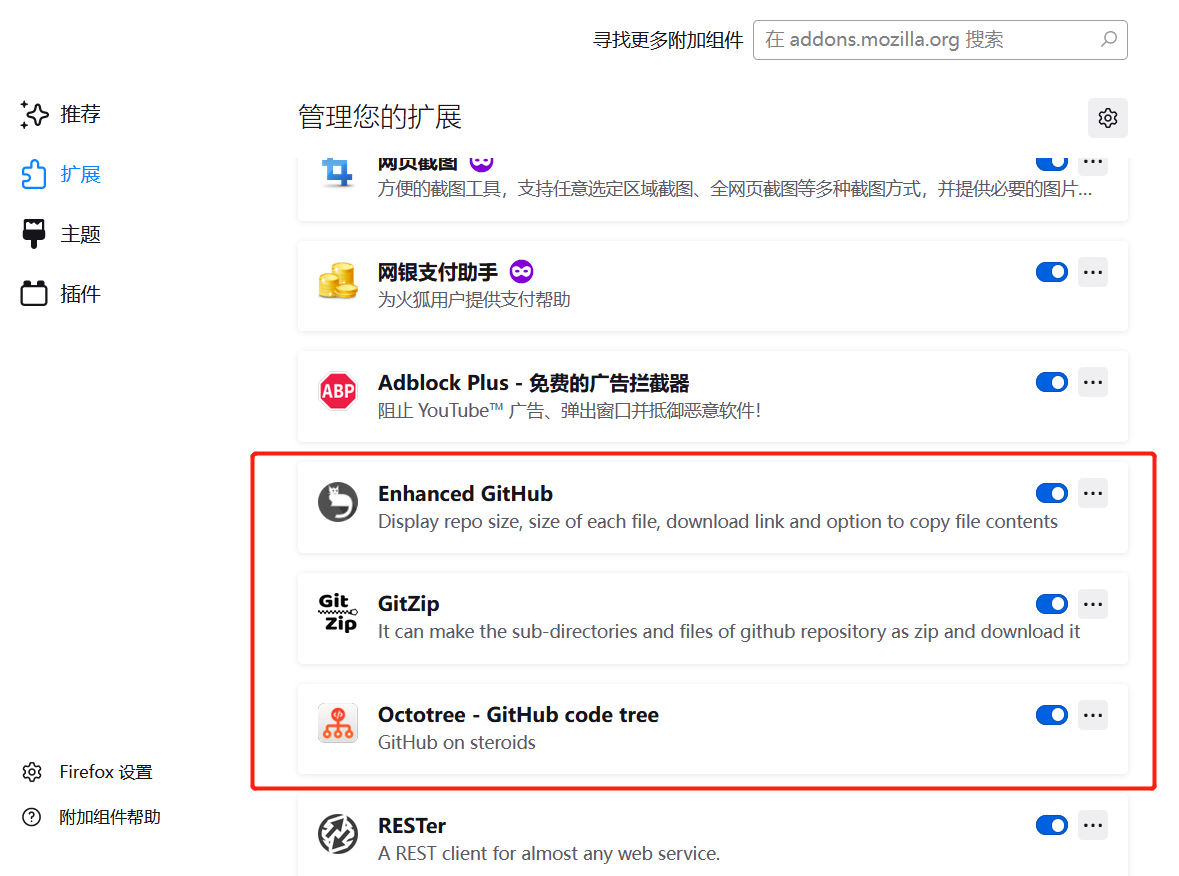 寻找更多附加组件
在 addons.mozilla.org 搜索
推荐
扩展
主题
插件
管理您的扩展
网页截图
方便的截图工具，支持任意选定区域截图、全网页截图等多种截图方式，并提供必要的图片...
网银支付助手
为火狐用户提供支付帮助
ABP
Adblock Plus - 免费的广告拦截器
阻止 YouTube™ 广告、弹出窗口并抵御恶意软件！
Enhanced GitHub
Display repo size, size of each file, download link and option to copy file contents
Git
Zip
GitZip
It can make the sub-directories and files of github repository as zip and download it
Octotree - GitHub code tree
GitHub on steroids
RESTer
A REST client for almost any web service.
Firefox 设置
附加组件帮助